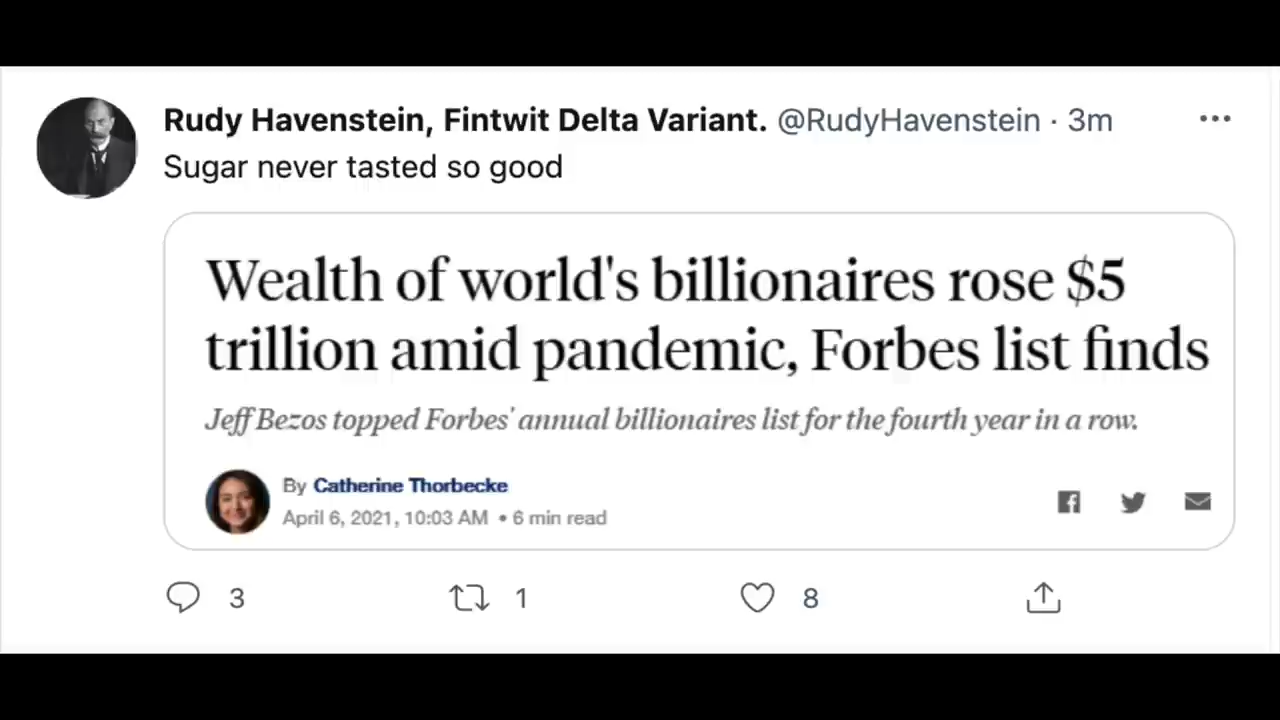 Rudy Havenstein, Fintwit Delta Variant. @RudyHavenstein · 3m
Sugar never tasted so good
Wealth of world's billionaires rose $5
trillion amid pandemic, Forbes list finds
Jeff Bezos topped Forbes' annual billionaires list for the fourth year in a row.
By Catherine Thorbecke
April 6, 2021, 10:03 AM • 6 min read
3 1 8